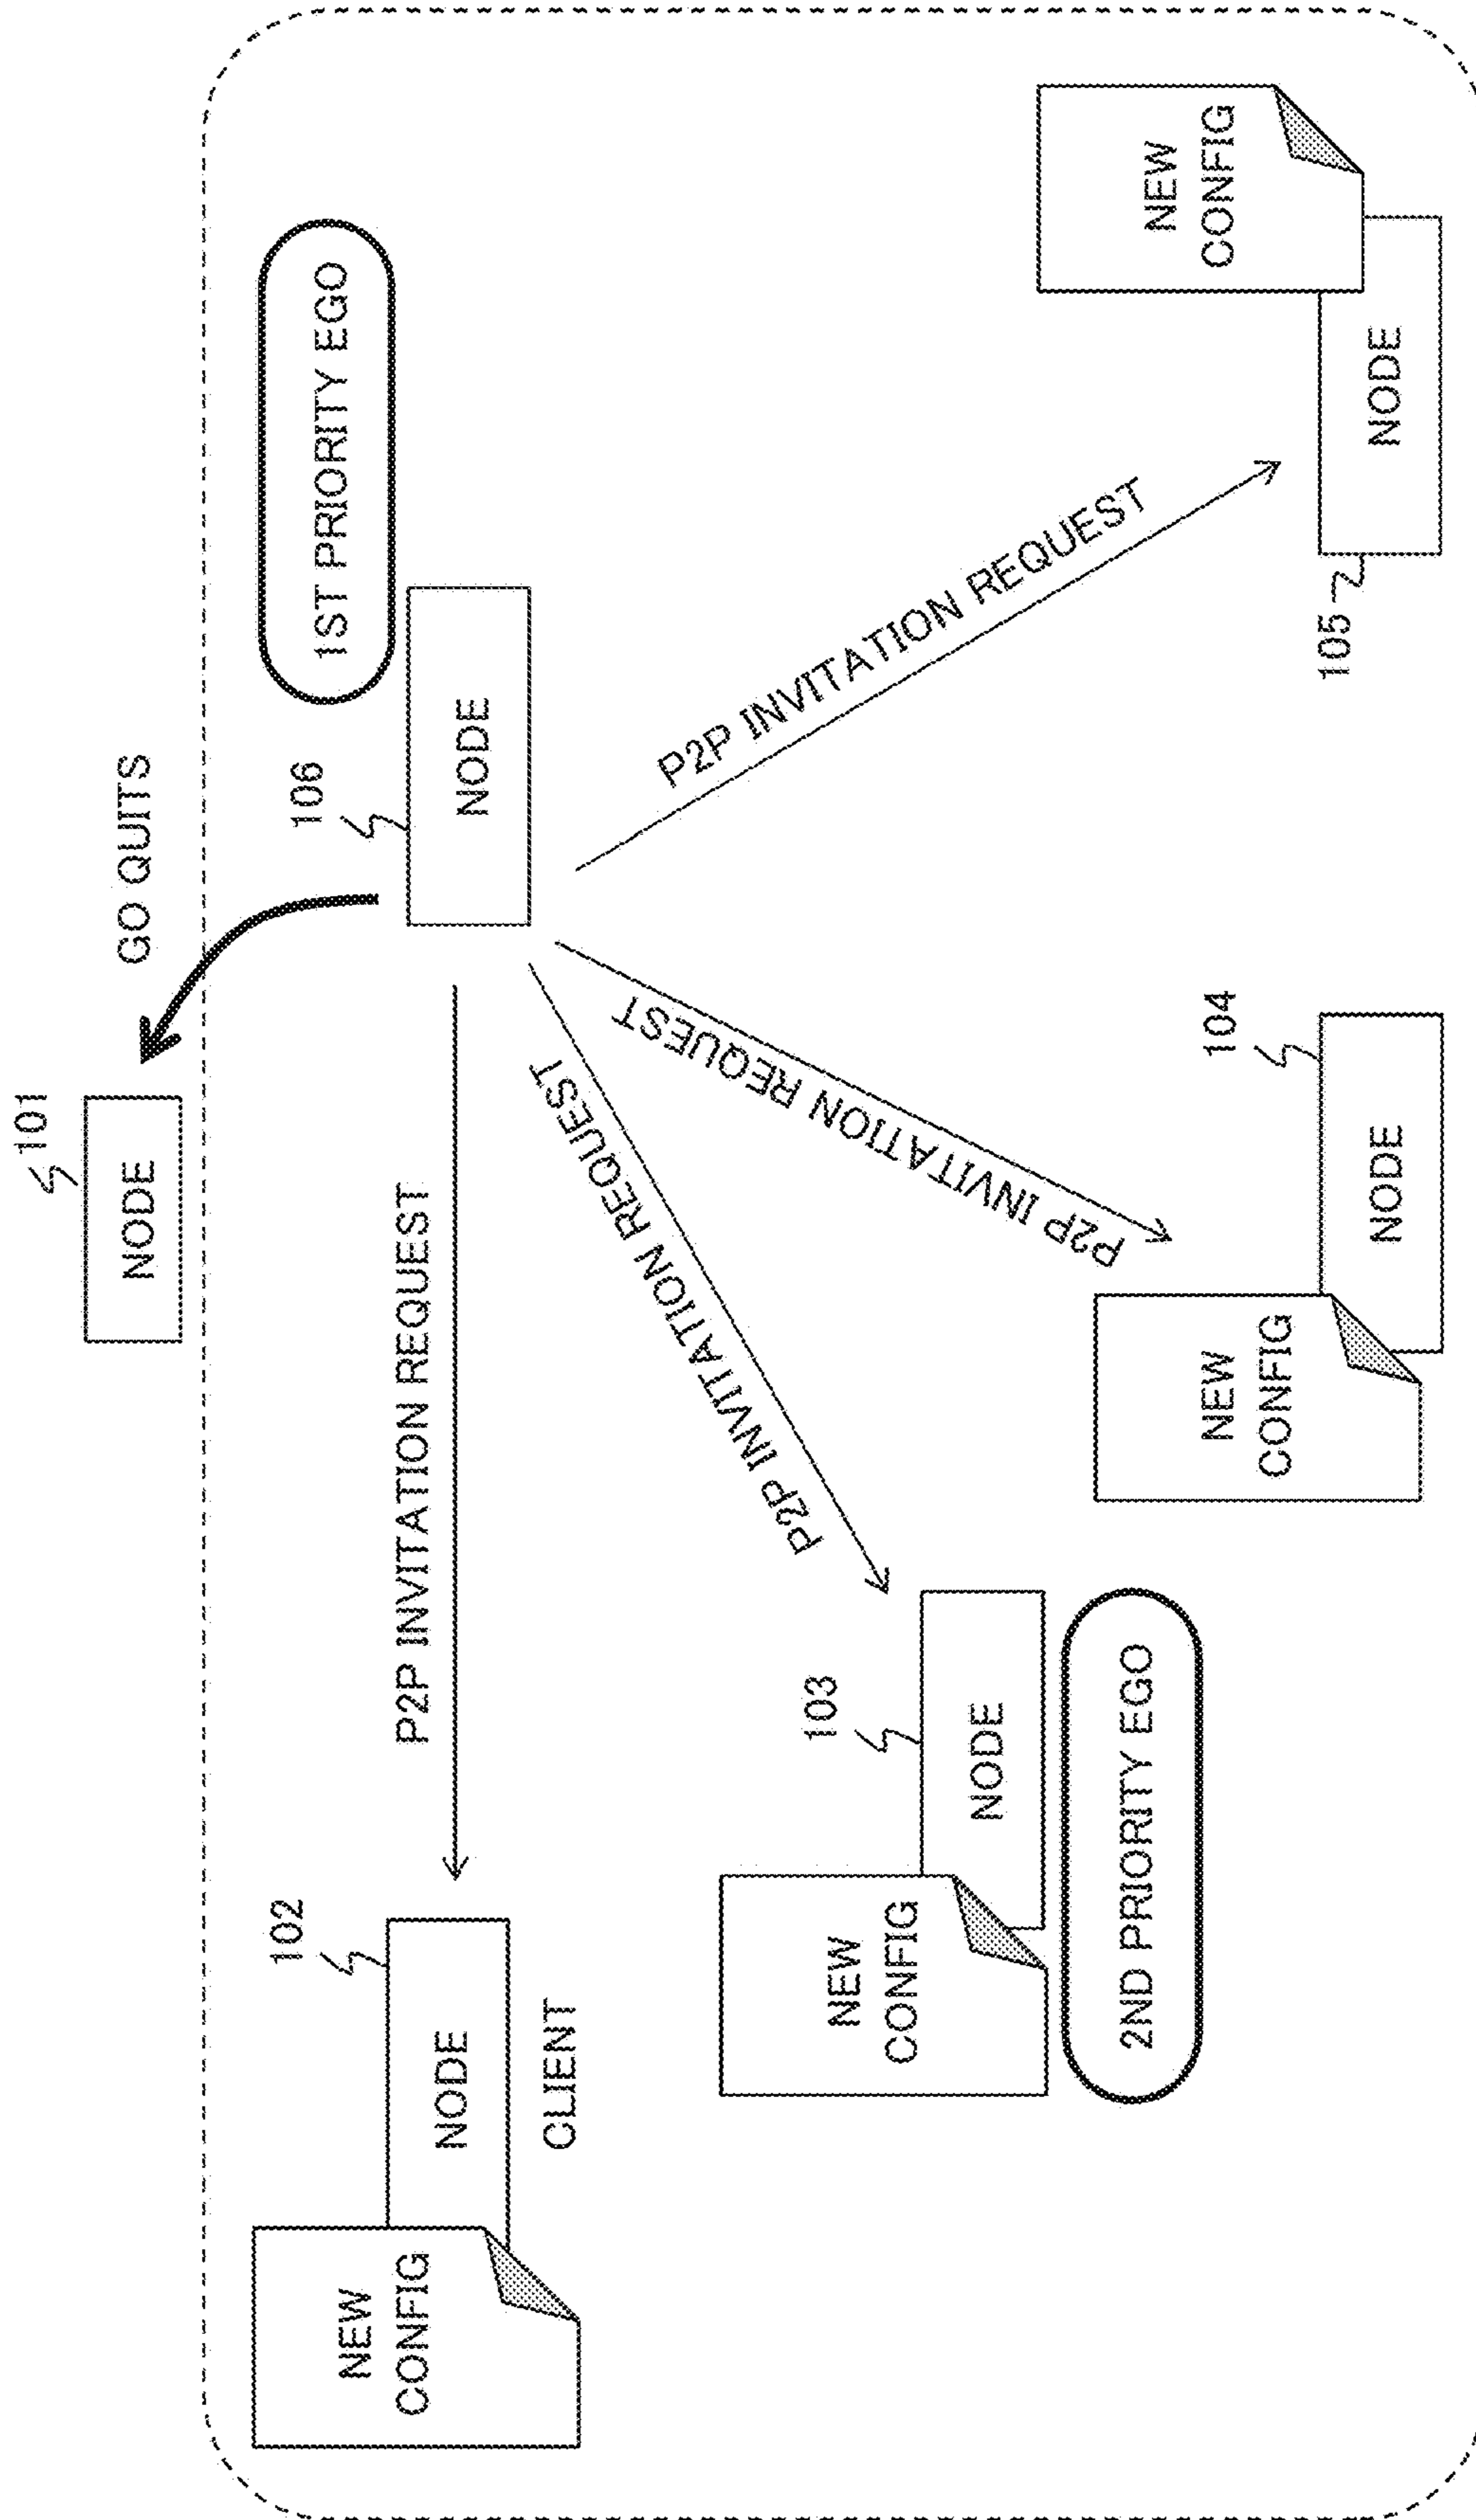 101
NODE
GO QUITS
102
106
1ST PRIORITY EGO
NEW
CONFIG
NODE
CLIENT
P2P INVITATION REQUEST
NODE
P2P INVITATION REQUEST
P2P INVITATION REQUEST
P2P INVITATION REQUEST
103
NEW
CONFIG
NODE
2ND PRIORITY EGO
104
NEW
CONFIG
NODE
NEW
CONFIG
105
NODE